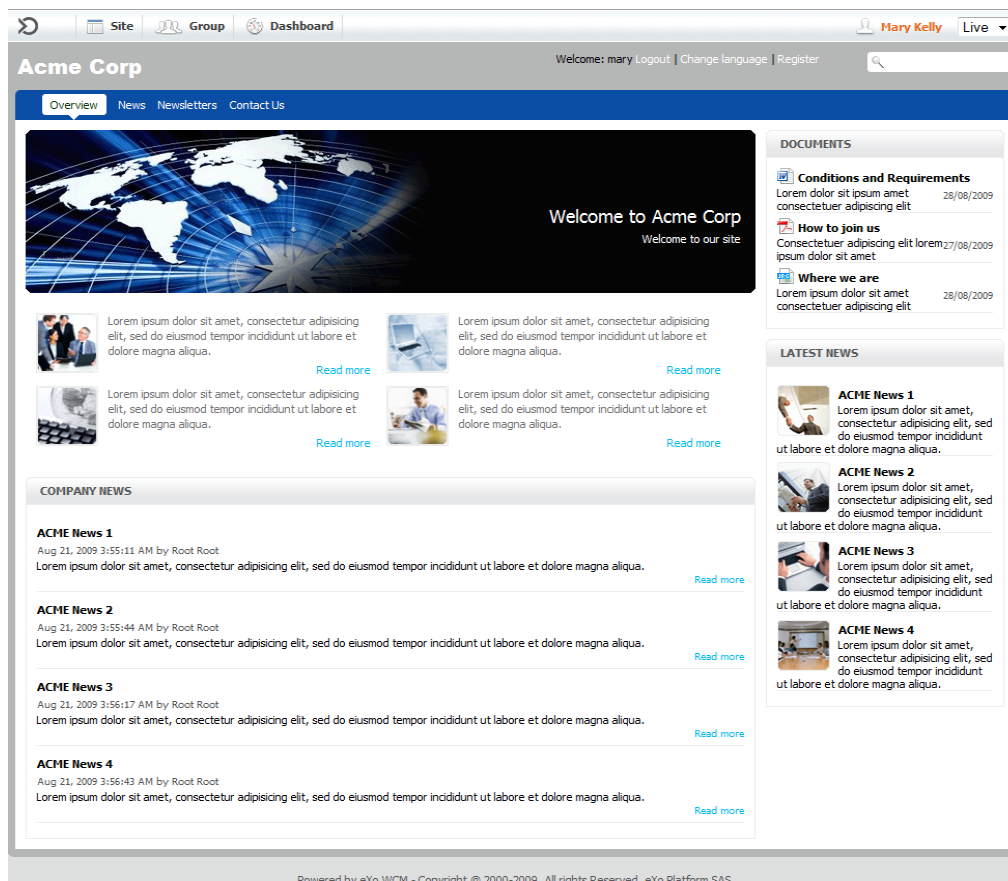 Site Group Dashboard Mary Kelly Live
Acme Corp
Welcome: mary Logout | Change language | Register
Overview News Newsletters Contact Us
Welcome to Acme Corp
Welcome to our site
Lorem ipsum dolor sit amet, consectetur adipisicing
elit, sed do eiusmod tempor incididunt ut labore et
dolore magna aliqua.
Read more
Lorem ipsum dolor sit amet, consectetur adipisicing
elit, sed do eiusmod tempor incididunt ut labore et
dolore magna aliqua.
Read more
Lorem ipsum dolor sit amet, consectetur adipisicing
elit, sed do eiusmod tempor incididunt ut labore et
dolore magna aliqua.
Read more
Lorem ipsum dolor sit amet, consectetur adipisicing
elit, sed do eiusmod tempor incididunt ut labore et
dolore magna aliqua.
Read more
COMPANY NEWS
ACME News 1
Aug 21, 2009 3:55:11 AM by Root Root
Lorem ipsum dolor sit amet, consectetur adipisicing elit, sed do eiusmod tempor incididunt ut labore et dolore magna aliqua.
Read more
ACME News 2
Aug 21, 2009 3:55:44 AM by Root Root
Lorem ipsum dolor sit amet, consectetur adipisicing elit, sed do eiusmod tempor incididunt ut labore et dolore magna aliqua.
Read more
ACME News 3
Aug 21, 2009 3:56:17 AM by Root Root
Lorem ipsum dolor sit amet, consectetur adipisicing elit, sed do eiusmod tempor incididunt ut labore et dolore magna aliqua.
Read more
ACME News 4
Aug 21, 2009 3:56:43 AM by Root Root
Lorem ipsum dolor sit amet, consectetur adipisicing elit, sed do eiusmod tempor incididunt ut labore et dolore magna aliqua.
Read more
DOCUMENTS
Conditions and Requirements
Lorem dolor sit ipsum amet 28/08/2009
consectetuer adipiscing elit
How to join us
Consectetuer adipiscing elit lorem 27/08/2009
ipsum dolor sit amet
Where we are
Lorem ipsum dolor sit amet 28/08/2009
consectetuer adipiscing elit
LATEST NEWS
ACME News 1
Lorem ipsum dolor sit amet,
consectetur adipisicing elit, sed
do eiusmod tempor incididunt
ut labore et dolore magna aliqua.
ACME News 2
Lorem ipsum dolor sit amet,
consectetur adipisicing elit, sed
do eiusmod tempor incididunt
ut labore et dolore magna aliqua.
ACME News 3
Lorem ipsum dolor sit amet,
consectetur adipisicing elit, sed
do eiusmod tempor incididunt
ut labore et dolore magna aliqua.
ACME News 4
Lorem ipsum dolor sit amet,
consectetur adipisicing elit, sed
do eiusmod tempor incididunt
ut labore et dolore magna aliqua.
Powered by eXo WCM - Copyright @ 2000-2009. All rights Reserved, eXo Platform SAS